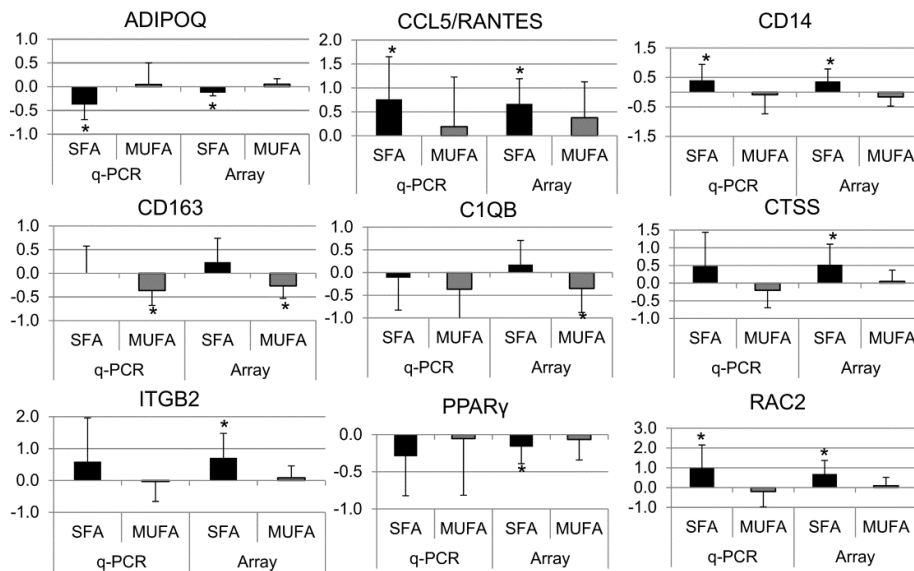 ADIPOQ
1.0
0.5
0.0
-0.5
-1.0
*
*
SFA MUFA SFA MUFA
q-PCR Array
CCL5/RANTES
2.0
1.5
1.0
0.5
0.0
*
*
SFA MUFA SFA MUFA
q-PCR Array
CD14
1.5
0.5
-0.5
-1.5
*
*
SFA MUFA SFA MUFA
q-PCR Array
CD163
1.0
0.5
0.0
-0.5
-1.0
*
*
SFA MUFA SFA MUFA
q-PCR Array
C1QB
1.0
0.5
0.0
-0.5
-1.0
*
SFA MUFA SFA MUFA
q-PCR Array
CTSS
1.5
1.0
0.5
0.0
-0.5
-1.0
*
SFA MUFA SFA MUFA
q-PCR Array
ITGB2
2.0
1.0
0.0
-1.0
*
SFA MUFA SFA MUFA
q-PCR Array
PPARγ
0.0
-0.5
-1.0
*
SFA MUFA SFA MUFA
q-PCR Array
RAC2
3.0
2.0
1.0
0.0
-1.0
*
*
SFA MUFA SFA MUFA
q-PCR Array